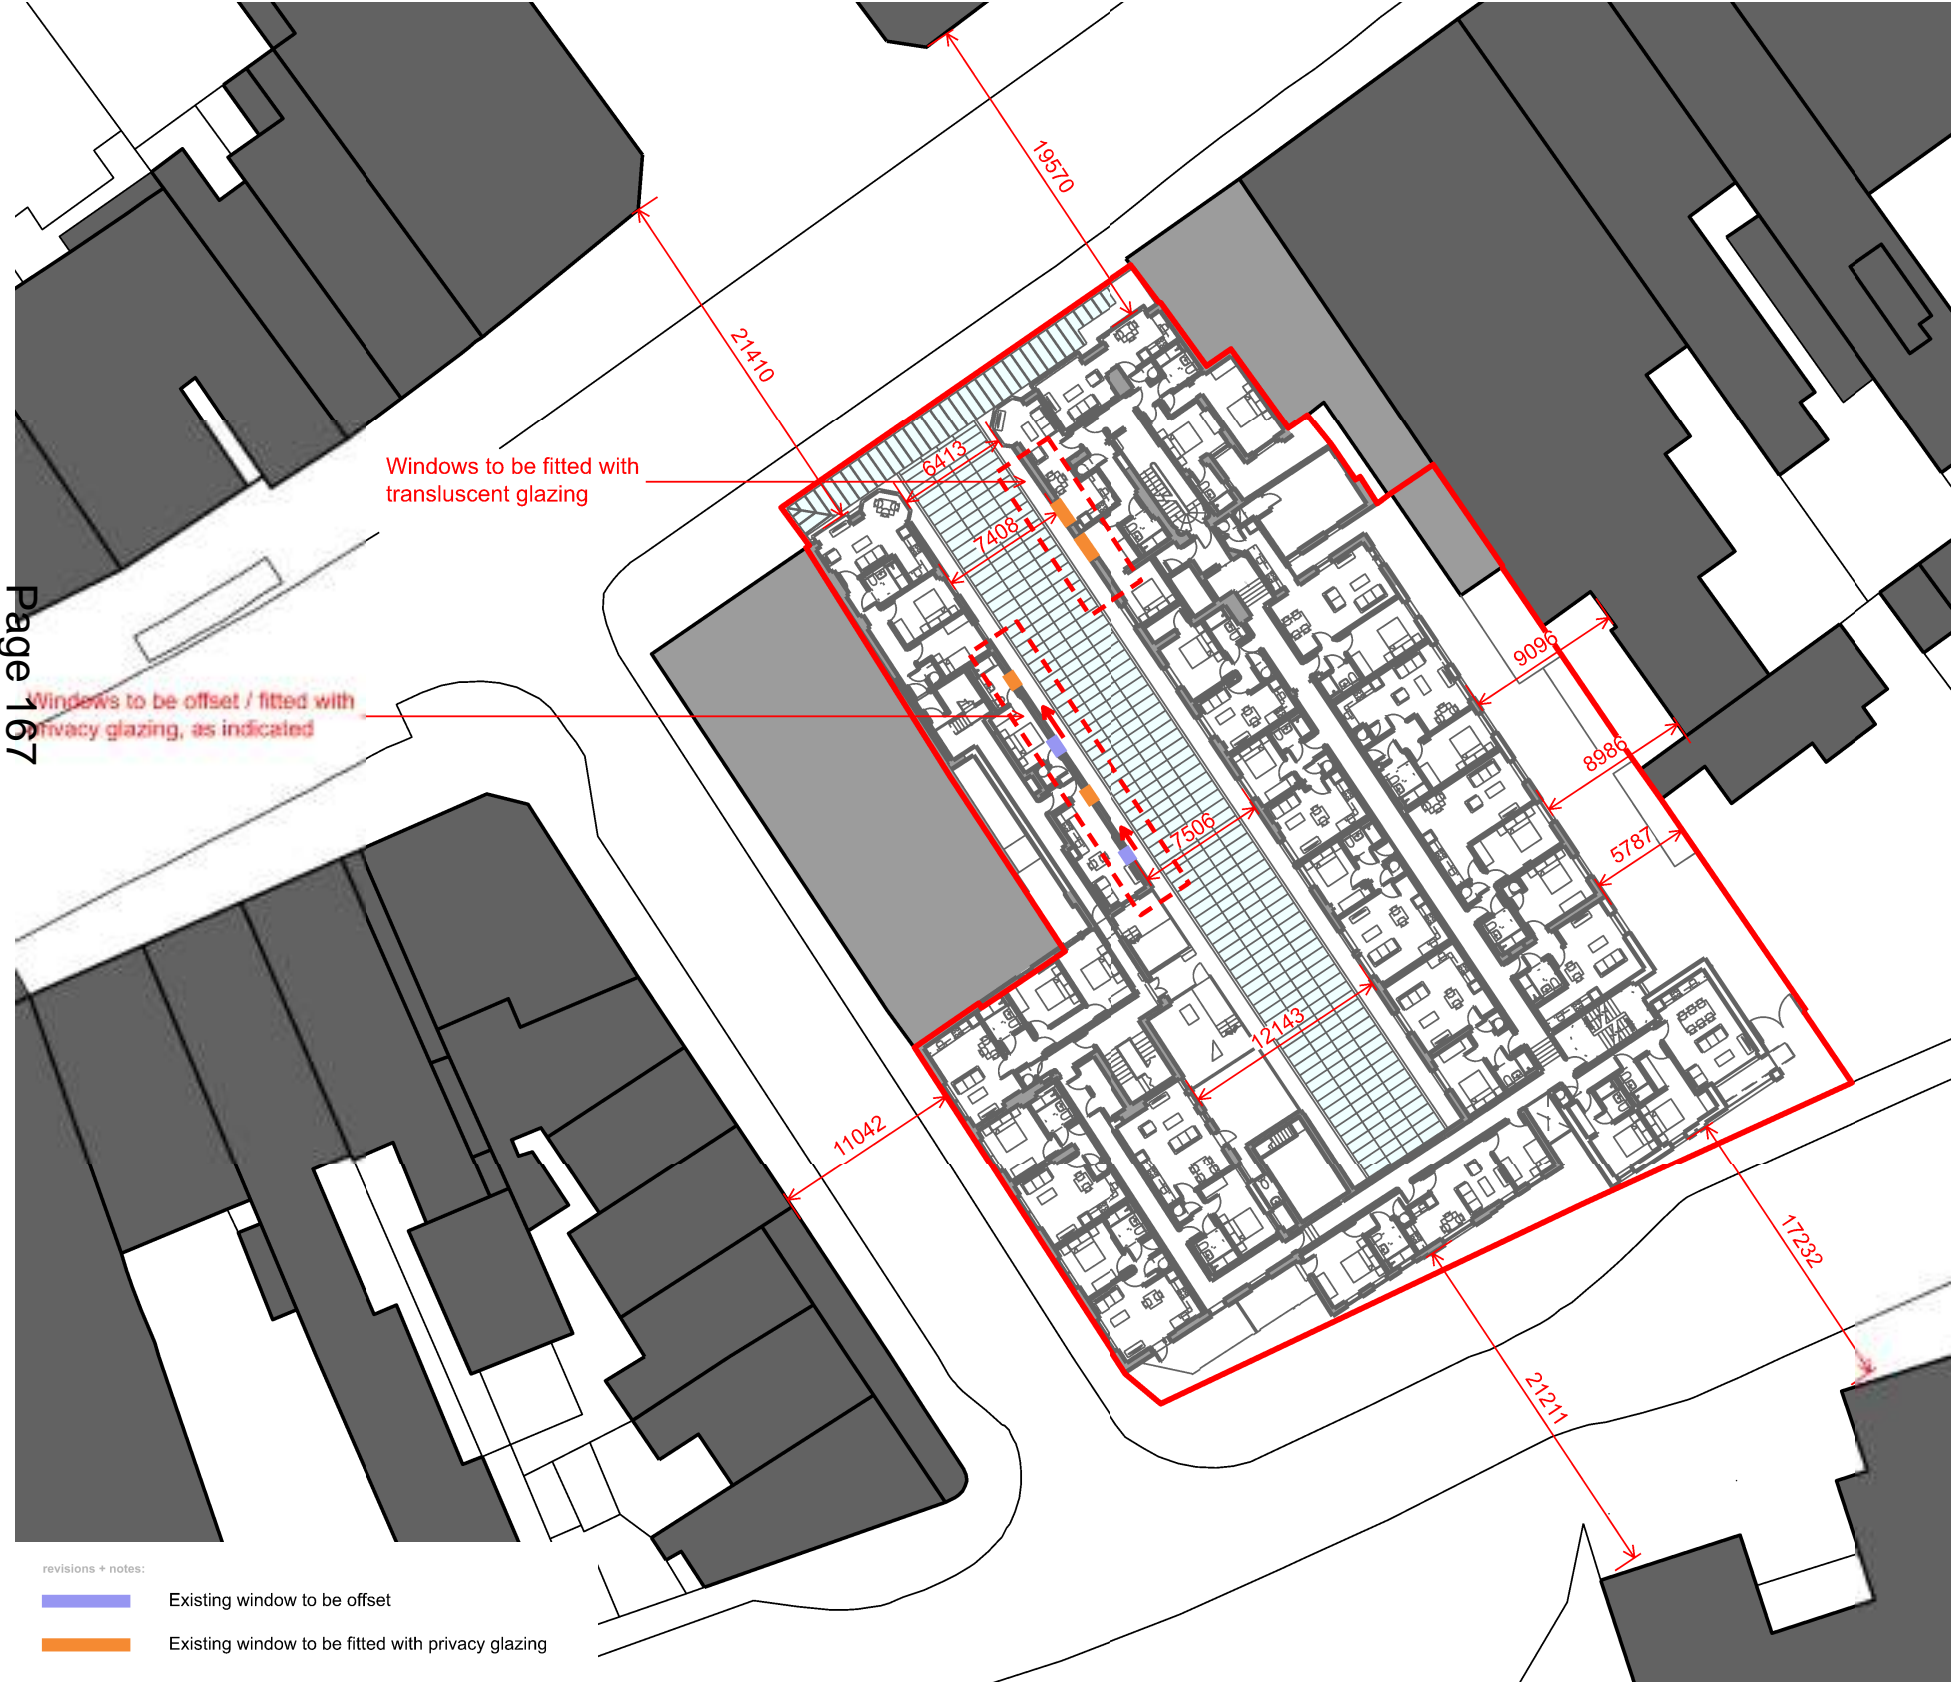 19570
21410
Windows to be fitted with
transluscent glazing
6413
7408
Page 167
Windows to be offset / fitted with
privacy glazing, as indicated
9096
8986
7506
5787
12143
11042
17232
21211
revisions + notes:
Existing window to be offset
Existing window to be fitted with privacy glazing